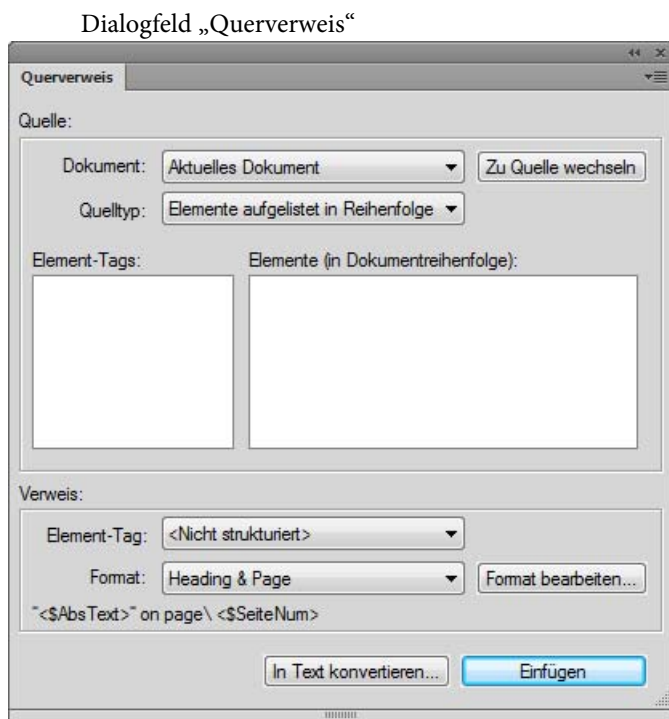 Dialogfeld „Querverweis“
Querverweis
Quelle:
Dokument: Aktuelles Dokument Zu Quelle wechseln
Quelltyp: Elemente aufgelistet in Reihenfolge
Element-Tags: Elemente (in Dokumentreihenfolge):
Verweis:
Element-Tag: <Nicht strukturiert>
Format: Heading & Page Format bearbeiten...
"<$AbsText>" on page\ <$SeiteNum>
In Text konvertieren... Einfügen